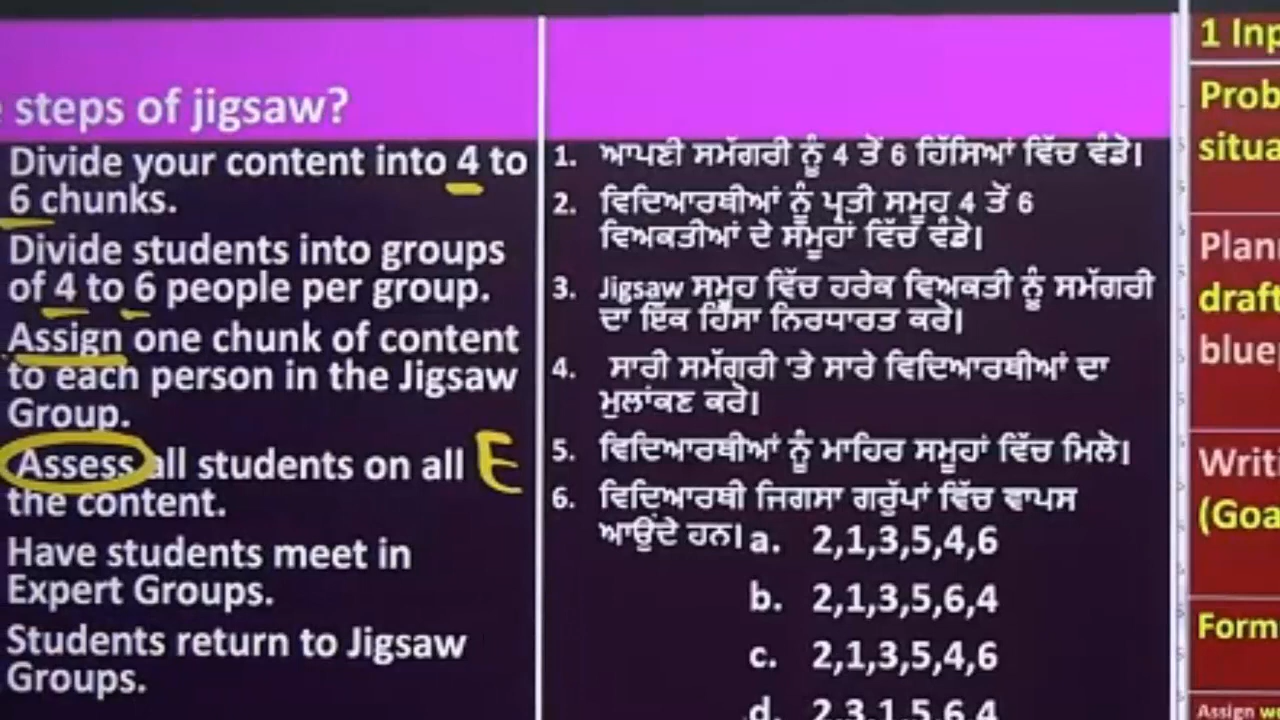 steps of jigsaw?
Divide your content into 4 to
6 chunks.
Divide students into groups
of 4 to 6 people per group.
Assign one chunk of content
to each person in the Jigsaw
Group.
Assess all students on all E
the content.
Have students meet in
Expert Groups.
Students return to Jigsaw
Groups.
1. ਆਪਣੀ ਸਮੱਗਰੀ ਨੂੰ 4 ਤੋਂ 6 ਹਿੱਸਿਆਂ ਵਿੱਚ ਵੰਡੋ।
2. ਵਿਦਿਆਰਥੀਆਂ ਨੂੰ ਪ੍ਰਤੀ ਸਮੂਹ 4 ਤੋਂ 6
ਵਿਅਕਤੀਆਂ ਦੇ ਸਮੂਹਾਂ ਵਿੱਚ ਵੰਡੋ।
3. Jigsaw ਸਮੂਹ ਵਿੱਚ ਹਰੇਕ ਵਿਅਕਤੀ ਨੂੰ ਸਮੱਗਰੀ
ਦਾ ਇੱਕ ਹਿੱਸਾ ਨਿਰਧਾਰਤ ਕਰੋ।
4. ਸਾਰੀ ਸਮੱਗਰੀ 'ਤੇ ਸਾਰੇ ਵਿਦਿਆਰਥੀਆਂ ਦਾ
ਮੁਲਾਂਕਣ ਕਰੋ।
5. ਵਿਦਿਆਰਥੀਆਂ ਨੂੰ ਮਾਹਿਰ ਸਮੂਹਾਂ ਵਿੱਚ ਮਿਲੋ।
6. ਵਿਦਿਆਰਥੀ ਜਿਗਸਾ ਗਰੁੱਪਾਂ ਵਿੱਚ ਵਾਪਸ
ਆਉਂਦੇ ਹਨ। a. 2,1,3,5,4,6
b. 2,1,3,5,6,4
c. 2,1,3,5,4,6
d. 2,3,1,5,6,4
1 Inp
Prob
situa
Plan
draft
blue
Writi
(Goa
Form
Assign